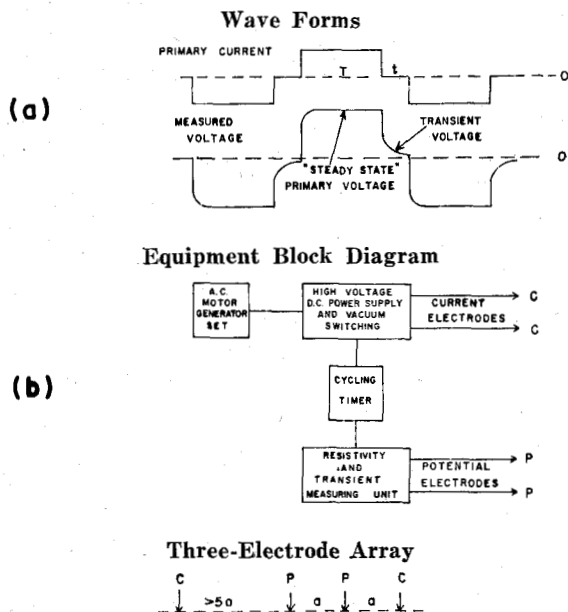 Wave Forms
PRIMARY CURRENT
T
t
O
(a)
MEASURED
VOLTAGE
TRANSIENT
VOLTAGE
O
"STEADY STATE"
PRIMARY VOLTAGE
Equipment Block Diagram
A.C.
MOTOR
GENERATOR
SET
HIGH VOLTAGE
D.C. POWER SUPPLY
AND VACUUM
SWITCHING
CURRENT
ELECTRODES
C
C
(b)
CYCLING
TIMER
RESISTIVITY
AND
TRANSIENT
MEASURING UNIT
POTENTIAL
ELECTRODES
P
P
Three-Electrode Array
C P P C
>5a a a